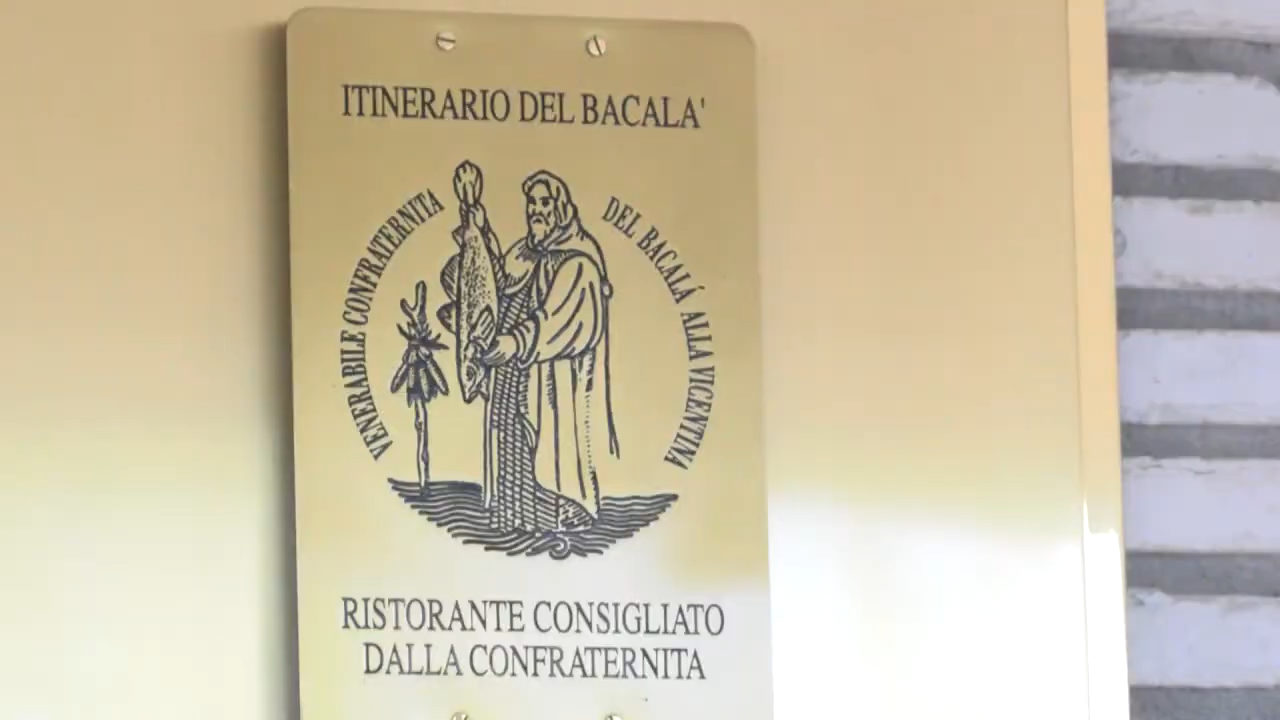 ITINERARIO DEL BACALA'
VENERABILE CONFRATERNITA
DEL BACALÁ ALLA VICENTINA
RISTORANTE CONSIGLIATO
DALLA CONFRATERNITA